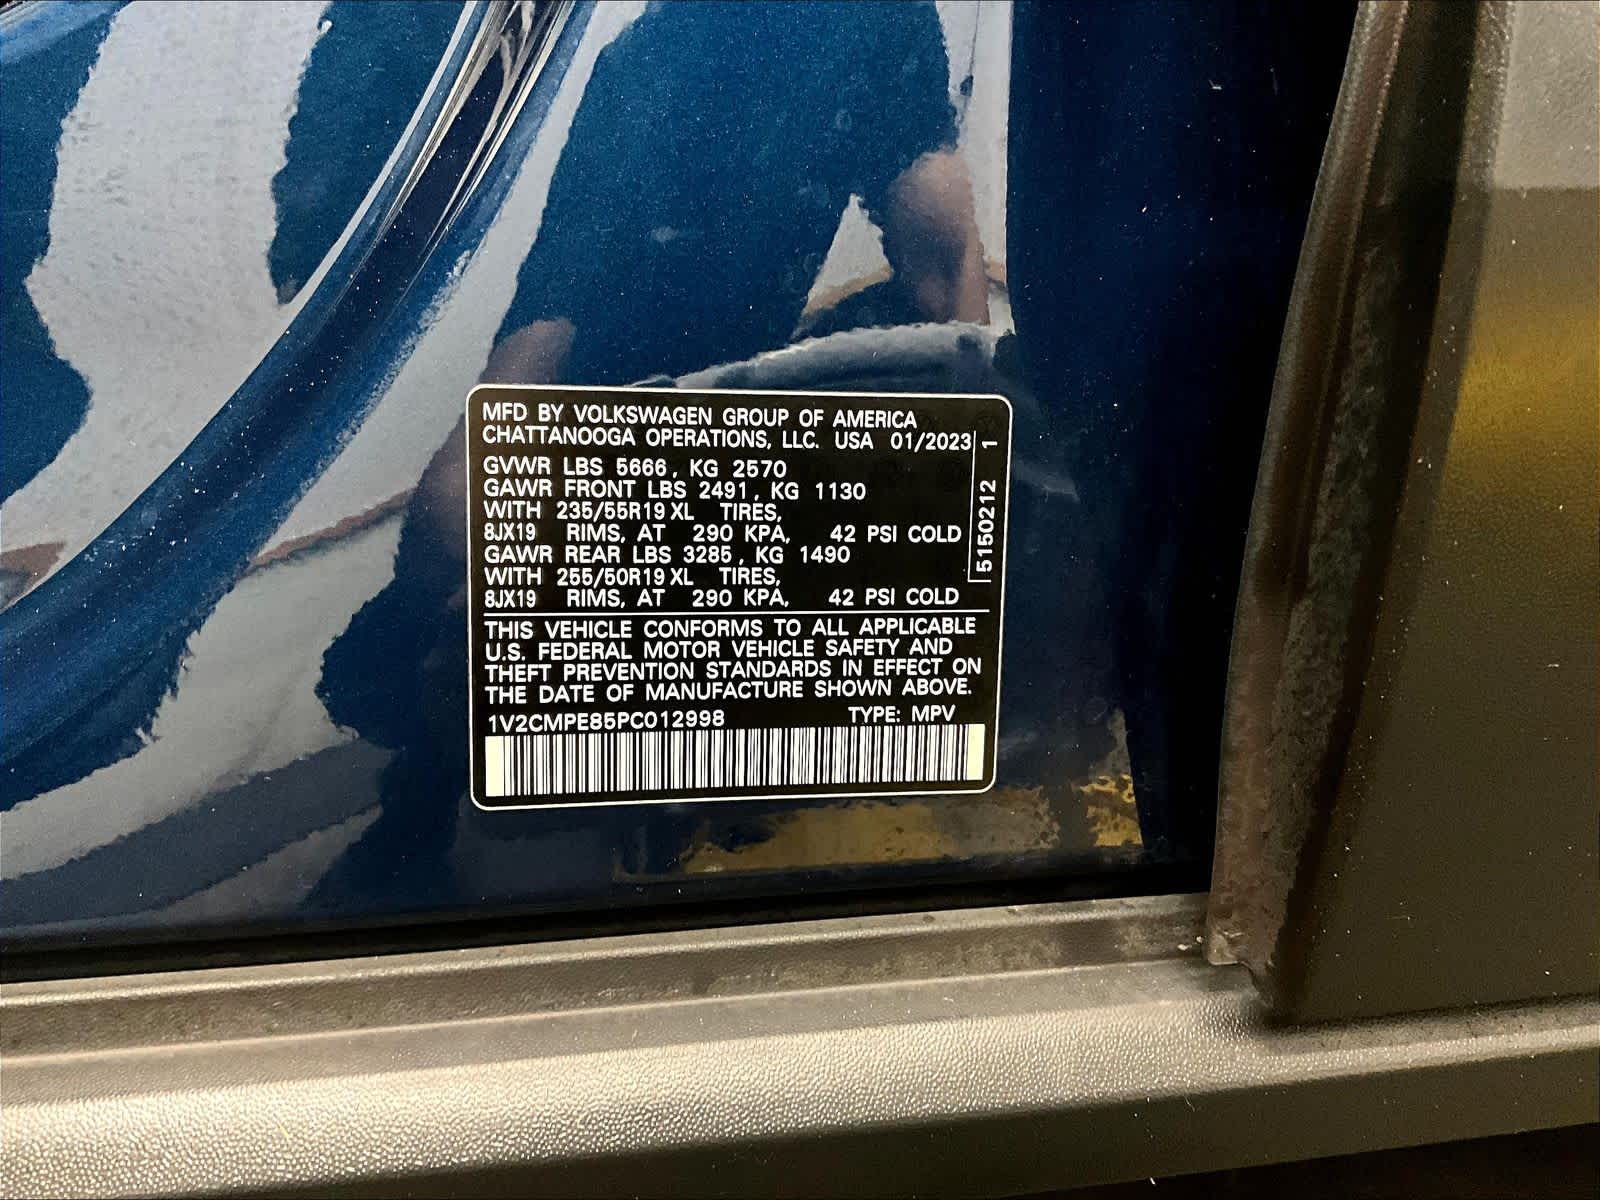 MFD BY VOLKSWAGEN GROUP OF AMERICA
CHATTANOOGA OPERATIONS, LLC. USA 01/2023
GVWR LBS 5666, KG 2570
GAWR FRONT LBS 2491, KG 1130
WITH 235/55R19 XL TIRES,
8JX19 RIMS, AT 290 KPA, 42 PSI COLD
GAWR REAR LBS 3285, KG 1490
WITH 255/50R19 XL TIRES,
8JX19 RIMS, AT 290 KPA, 42 PSI COLD
5150212 1
THIS VEHICLE CONFORMS TO ALL APPLICABLE
U.S. FEDERAL MOTOR VEHICLE SAFETY AND
THEFT PREVENTION STANDARDS IN EFFECT ON
THE DATE OF MANUFACTURE SHOWN ABOVE.
1V2CMPE85PC012998 TYPE: MPV